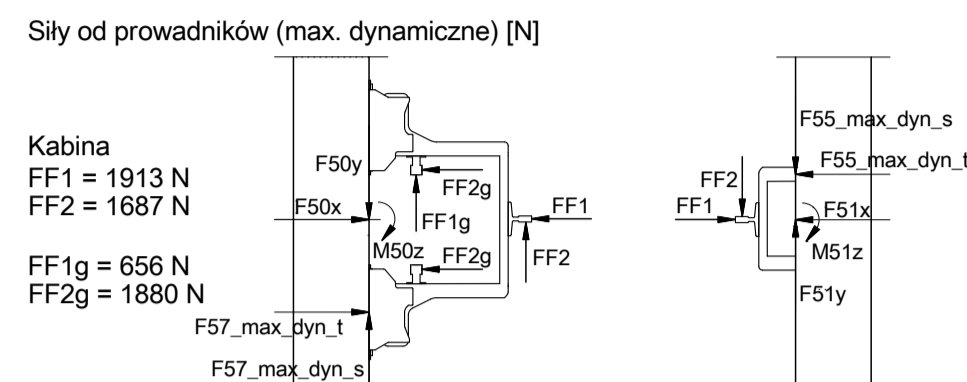 Siły od prowadników (max. dynamiczne) [N]
Kabina
FF1 = 1913 N
FF2 = 1687 N
FF1g = 656 N
FF2g = 1880 N
F50y
F50x
M50z
FF2g
FF1g
FF2g
FF1
FF2
F57_max_dyn_t
F57_max_dyn_s
F55_max_dyn_s
F55_max_dyn_t
FF2
FF1
F51x
M51z
F51y